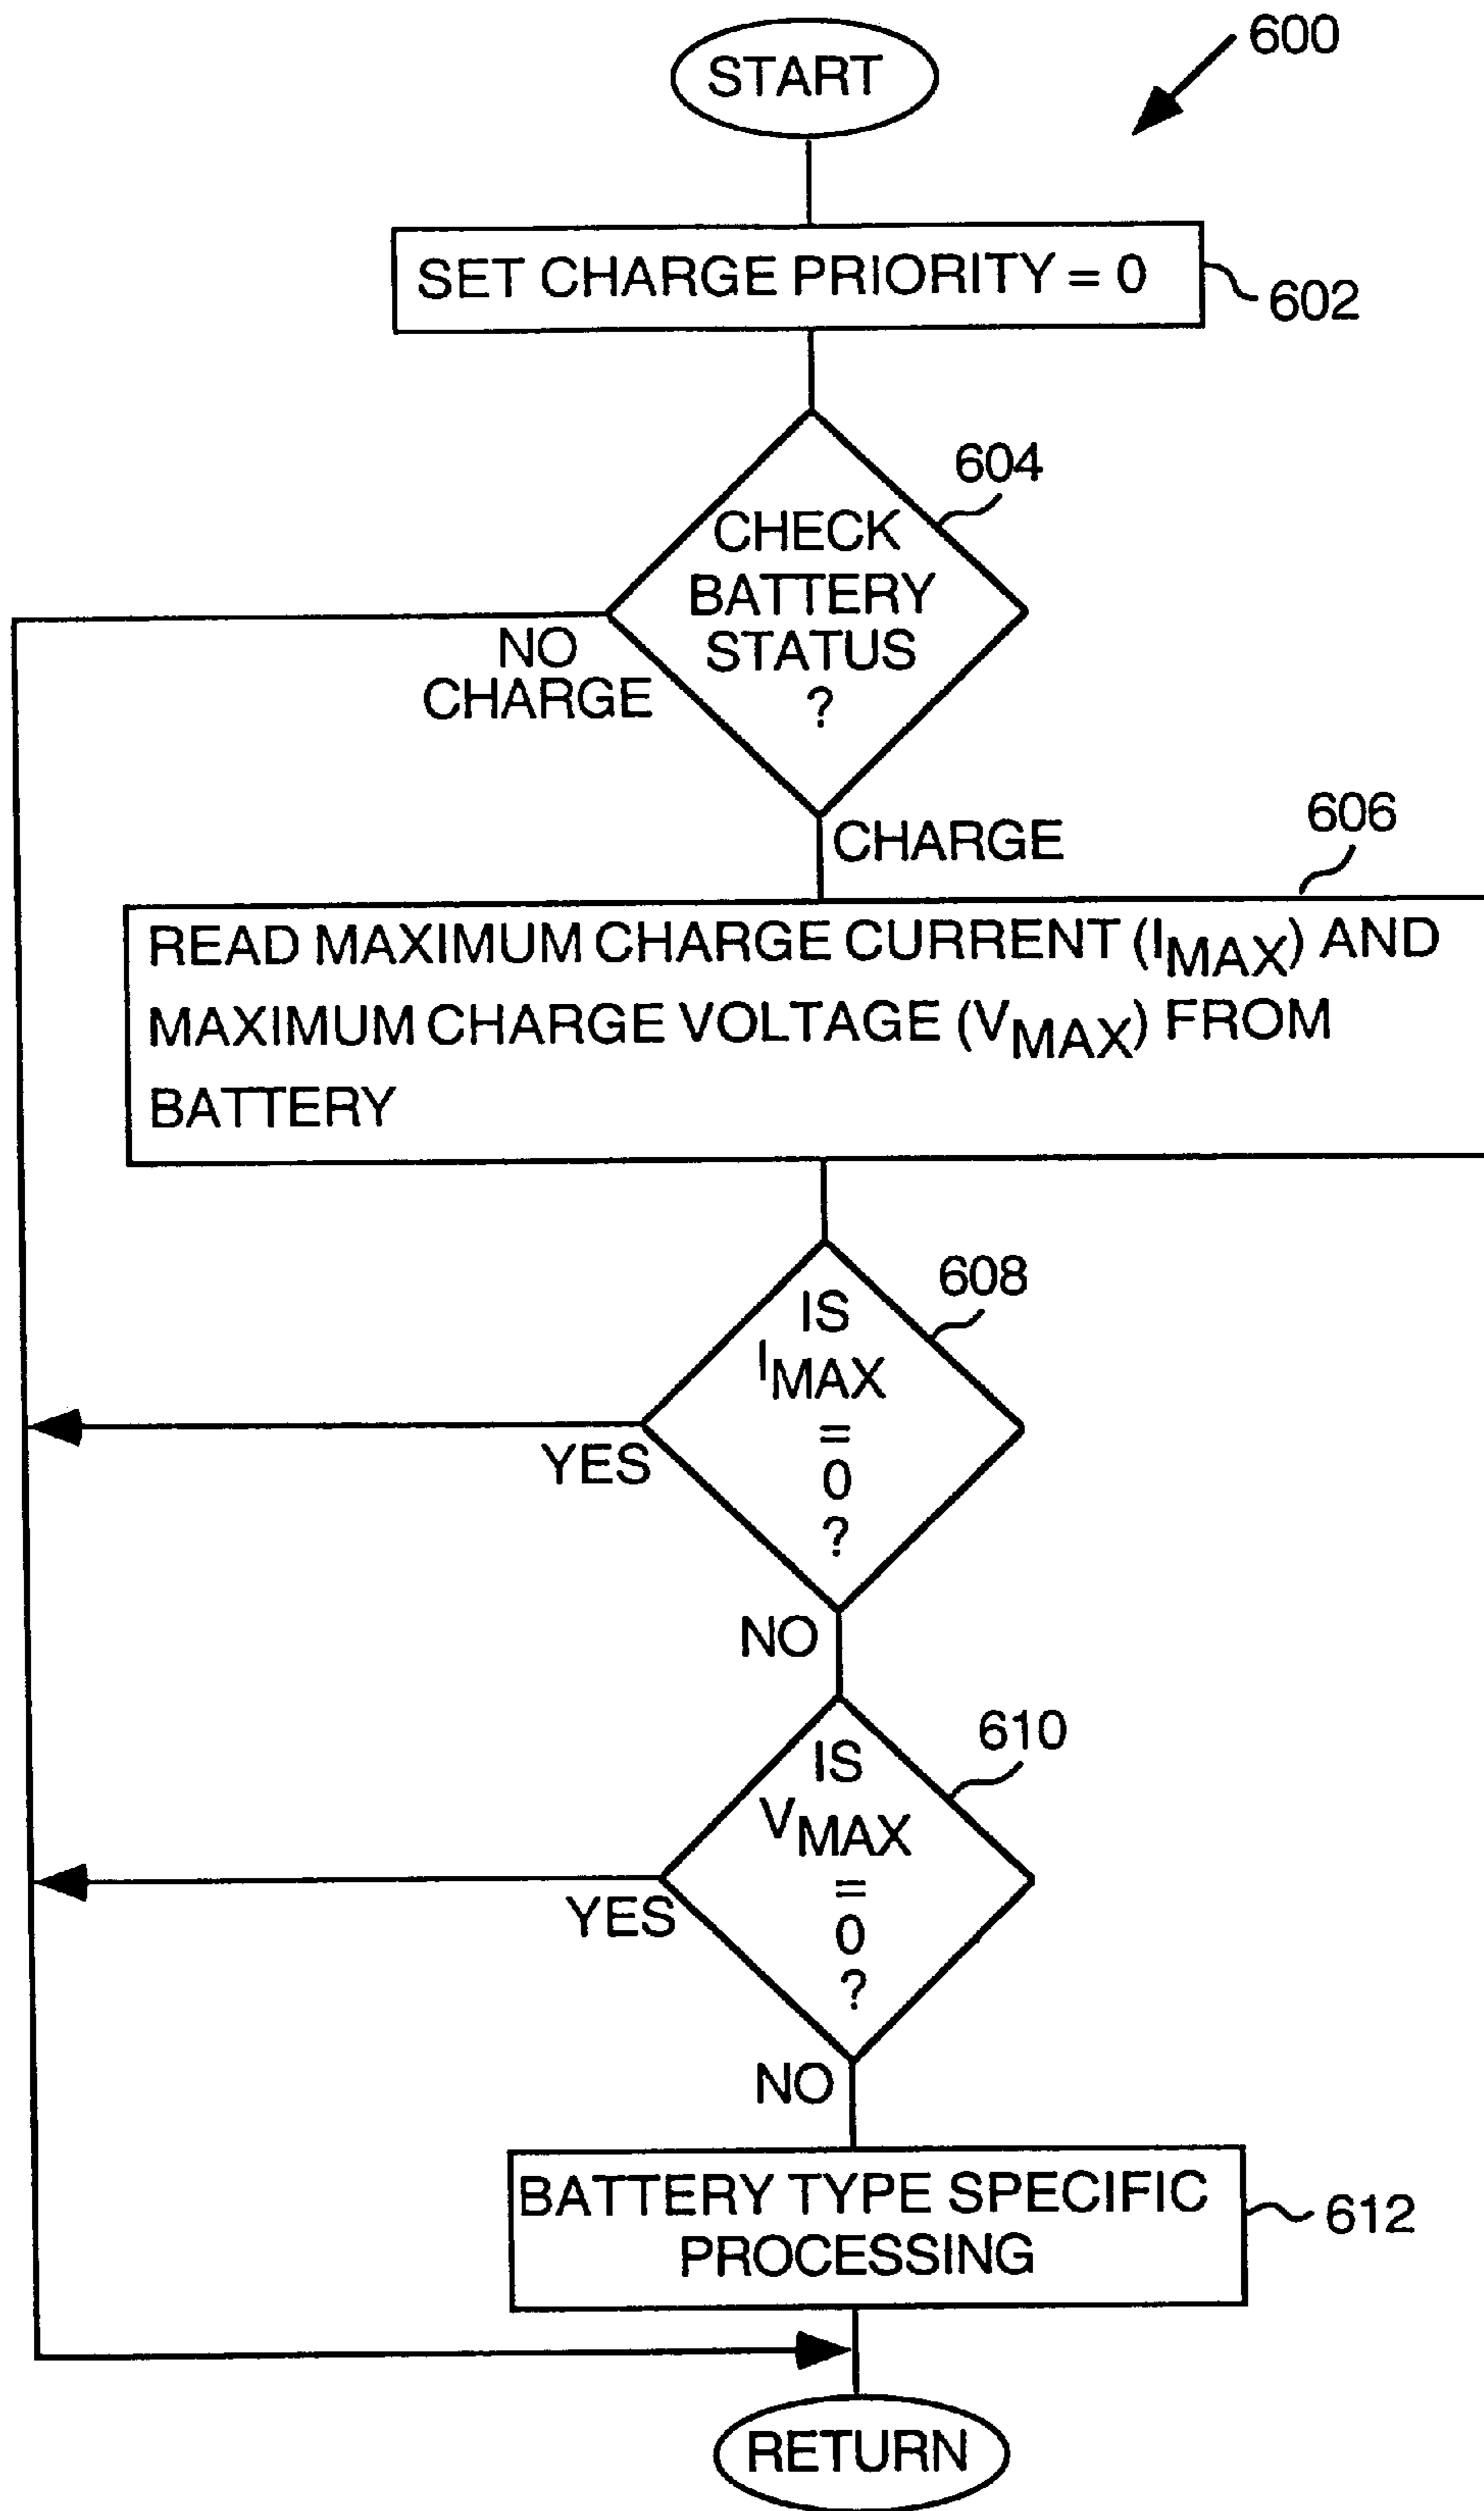 600
START
SET CHARGE PRIORITY = 0
602
604
CHECK
BATTERY
STATUS
?
NO
CHARGE
CHARGE
606
READ MAXIMUM CHARGE CURRENT (IMAX) AND
MAXIMUM CHARGE VOLTAGE (VMAX) FROM
BATTERY
608
IS
IMAX
=
0
?
YES
NO
610
IS
VMAX
=
0
?
YES
NO
BATTERY TYPE SPECIFIC
PROCESSING
612
RETURN